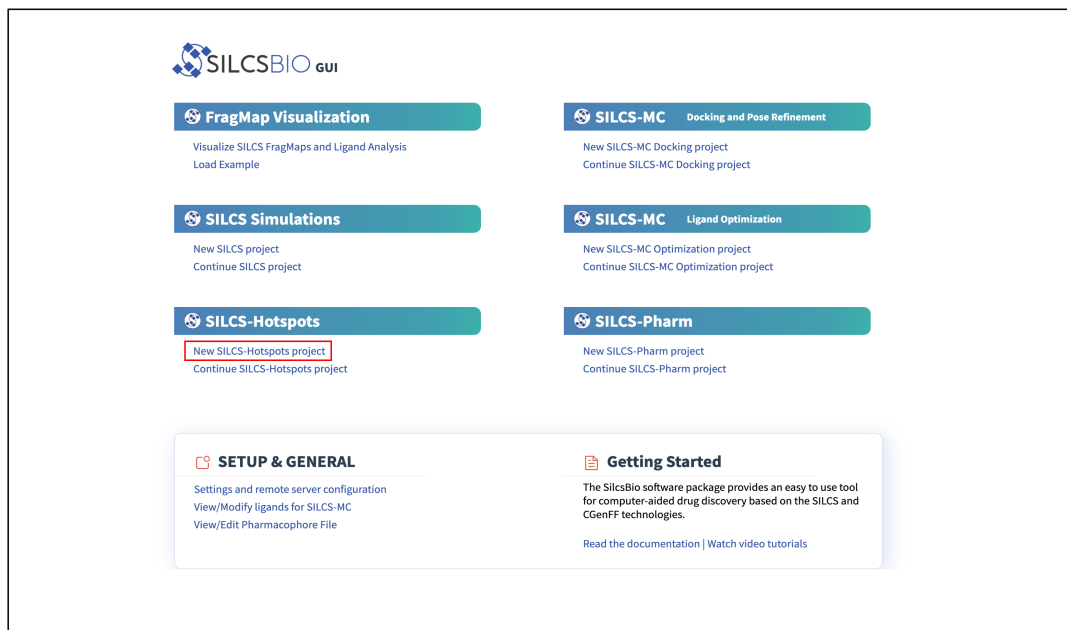 SILCSBIO GUI
FragMap Visualization
Visualize SILCS FragMaps and Ligand Analysis
Load Example
SILCS-MC Docking and Pose Refinement
New SILCS-MC Docking project
Continue SILCS-MC Docking project
SILCS Simulations
New SILCS project
Continue SILCS project
SILCS-MC Ligand Optimization
New SILCS-MC Optimization project
Continue SILCS-MC Optimization project
SILCS-Hotspots
New SILCS-Hotspots project
Continue SILCS-Hotspots project
SILCS-Pharm
New SILCS-Pharm project
Continue SILCS-Pharm project
SETUP & GENERAL
Settings and remote server configuration
View/Modify ligands for SILCS-MC
View/Edit Pharmacophore File
Getting Started
The SilcsBio software package provides an easy to use tool
for computer-aided drug discovery based on the SILCS and
CGenFF technologies.
Read the documentation | Watch video tutorials